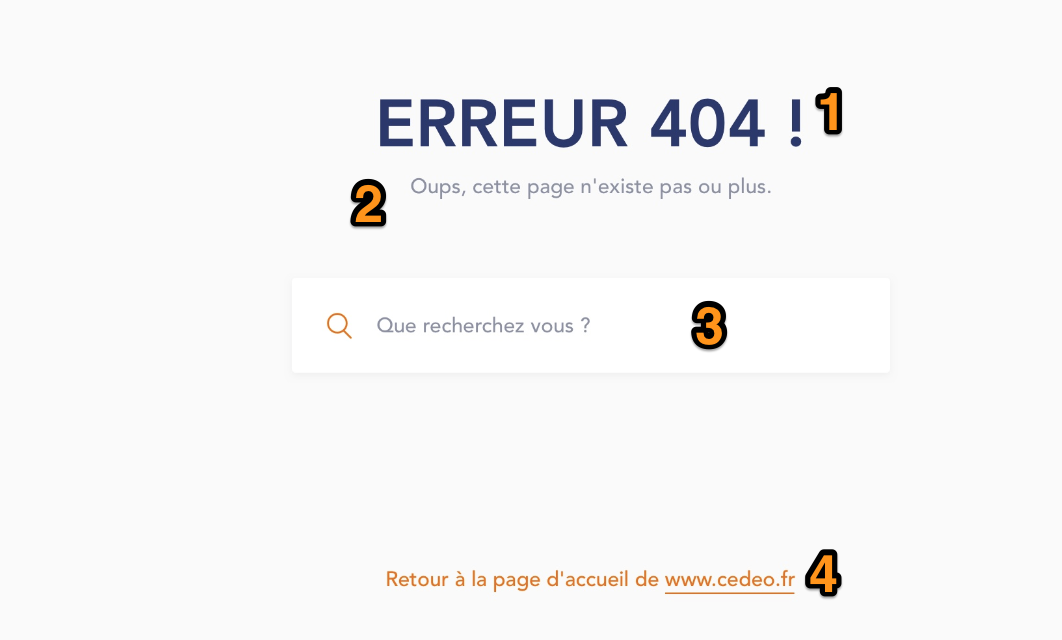 ERREUR 404 ! 1
2 Oups, cette page n'existe pas ou plus.
Que recherchez vous ? 3
Retour à la page d'accueil de www.cedeo.fr 4